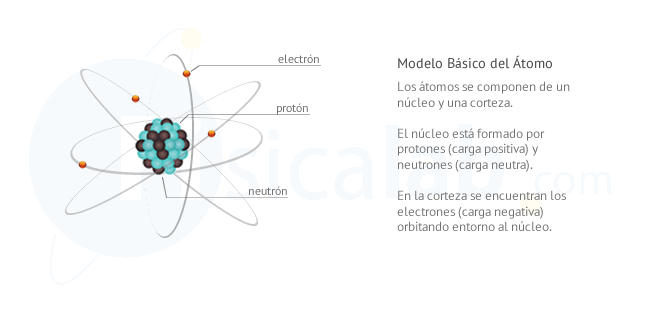 electrón
protón
neutrón
Modelo Básico del Átomo
Los átomos se componen de un
núcleo y una corteza.
El núcleo está formado por
protones (carga positiva) y
neutrones (carga neutra).
En la corteza se encuentran los
electrones (carga negativa)
orbitando entorno al núcleo.
fisicalab.com